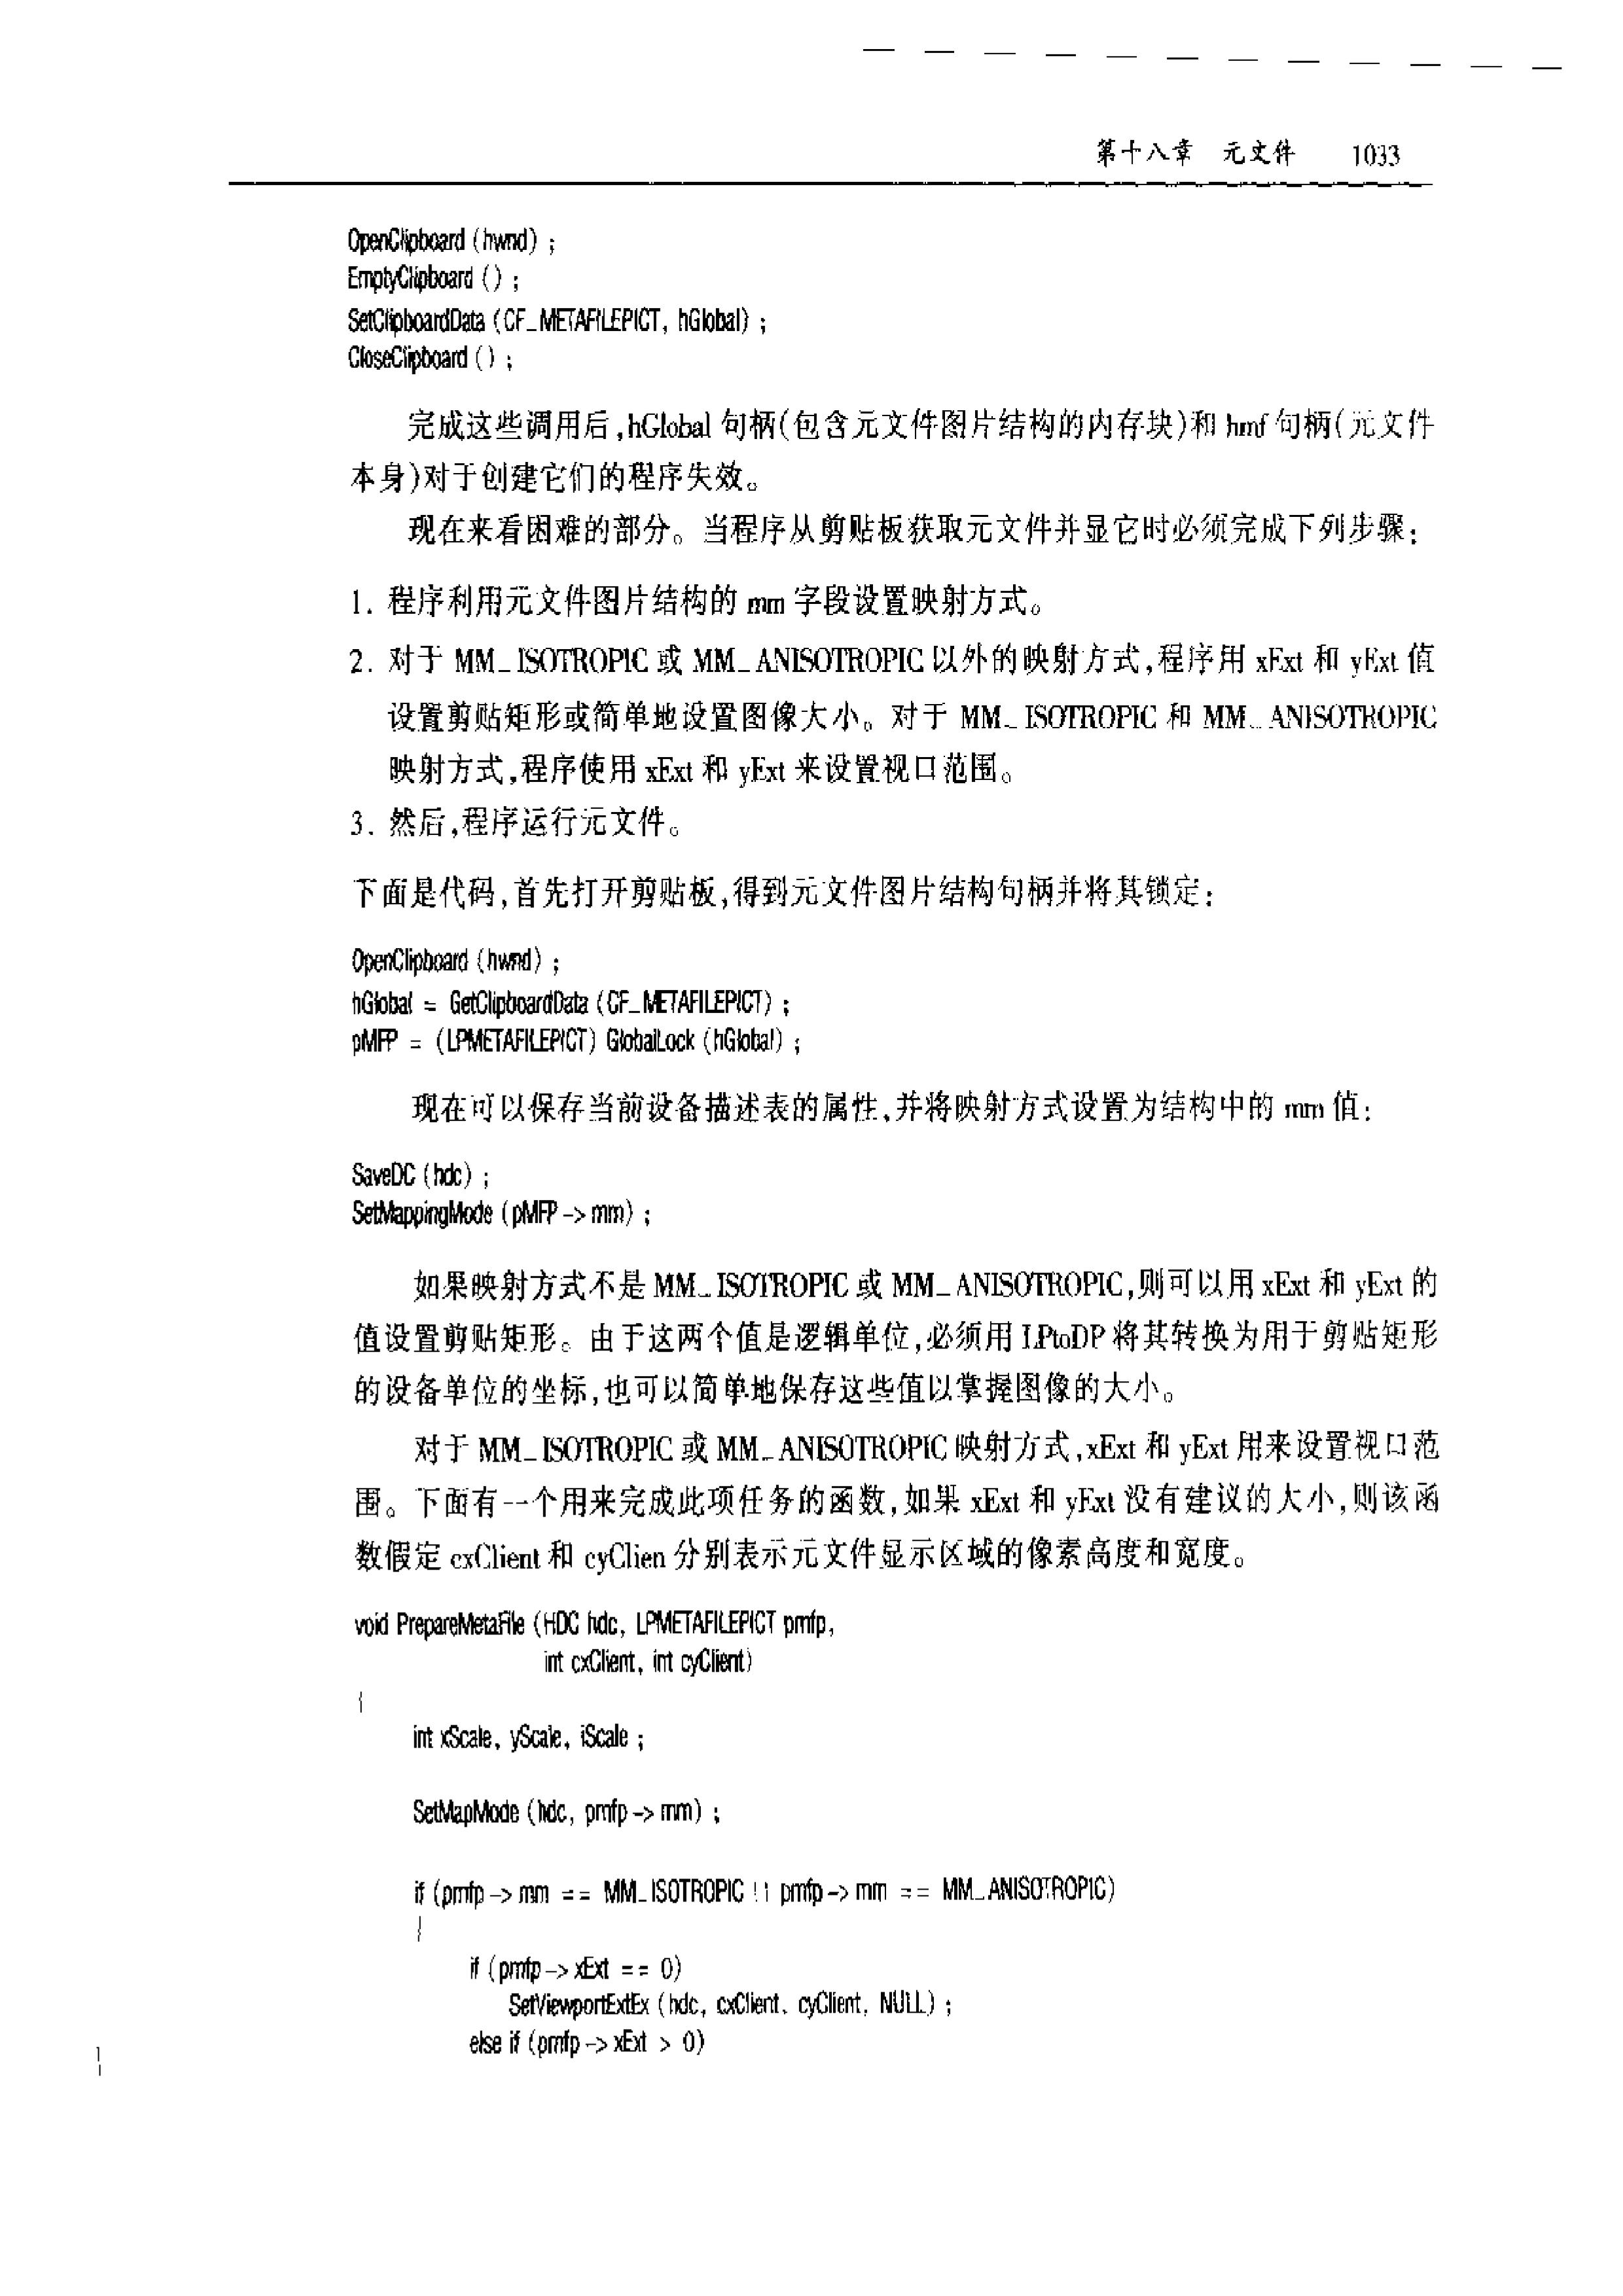 第十八章 元文件 1033
OpenClipboard (hwnd) ;
EmptyClipboard () ;
SetClipboardData (CF_METAFILEPICT, hGlobal) ;
CloseClipboard () ;
完成这些调用后,hGlobal 句柄(包含元文件图片结构的内存块)和 hmf 句柄(元文件
本身)对于创建它们的程序失效。
现在来看困难的部分。当程序从剪贴板获取元文件并显它时必须完成下列步骤:
1. 程序利用元文件图片结构的 mm 字段设置映射方式。
2. 对于 MM_ISOTROPIC 或 MM_ANISOTROPIC 以外的映射方式,程序用 xExt 和 yExt 值
设置剪贴矩形或简单地设置图像大小。对于 MM_ISOTROPIC 和 MM_ANISOTROPIC
映射方式,程序使用 xExt 和 yExt 来设置视口范围。
3. 然后,程序运行元文件。
下面是代码,首先打开剪贴板,得到元文件图片结构句柄并将其锁定:
OpenClipboard (hwnd) ;
hGlobal = GetClipboardData (CF_METAFILEPICT) ;
pMFP = (LPMETAFILEPICT) GlobalLock (hGlobal) ;
现在可以保存当前设备描述表的属性,并将映射方式设置为结构中的 mm 值:
SaveDC (hdc) ;
SetMappingMode (pMFP -> mm) ;
如果映射方式不是 MM_ISOTROPIC 或 MM_ANISOTROPIC,则可以用 xExt 和 yExt 的
值设置剪贴矩形。由于这两个值是逻辑单位,必须用 LPtoDP 将其转换为用于剪贴矩形
的设备单位的坐标,也可以简单地保存这些值以掌握图像的大小。
对于 MM_ISOTROPIC 或 MM_ANISOTROPIC 映射方式,xExt 和 yExt 用来设置视口范
围。下面有一个用来完成此项任务的函数,如果 xExt 和 yExt 没有建议的大小,则该函
数假定 cxClient 和 cyClien 分别表示元文件显示区域的像素高度和宽度。
void PrepareMetaFile (HDC hdc, LPMETAFILEPICT pmfp,
int cxClient, int cyClient)
{
int xScale, yScale, iScale ;
SetMapMode (hdc, pmfp -> mm) ;
if (pmfp -> mm == MM_ISOTROPIC || pmfp -> mm == MM_ANISOTROPIC)
{
if (pmfp -> xExt == 0)
SetViewportExtEx (hdc, cxClient, cyClient, NULL) ;
else if (pmfp -> xExt > 0)